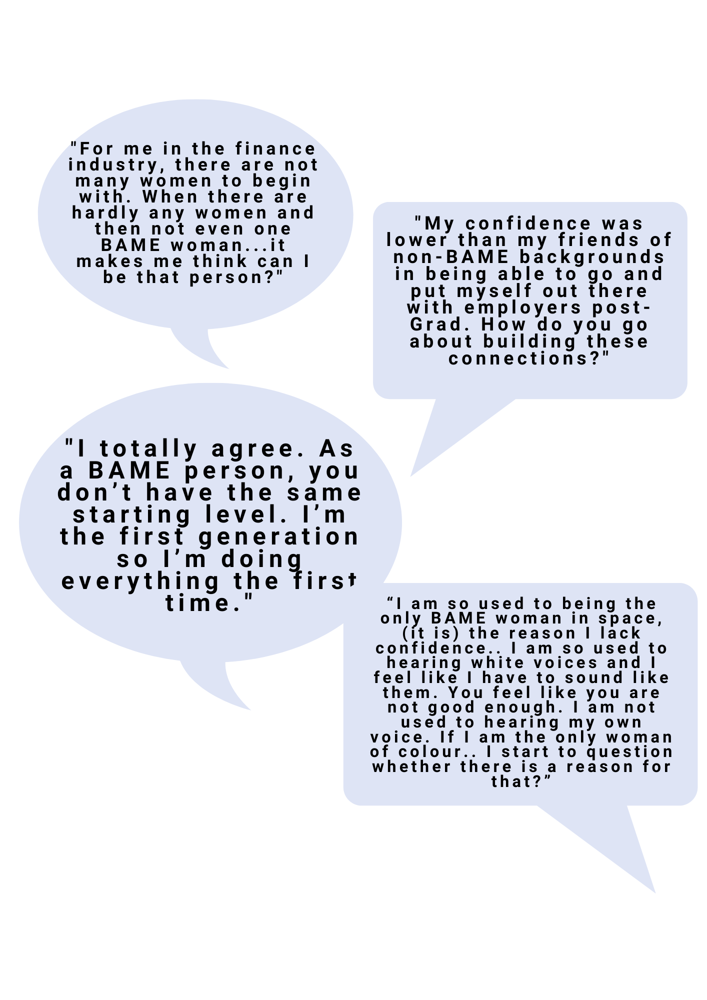 "For me in the finance
industry, there are not
many women to begin
with. When there are
hardly any women and
then not even one
BAME woman...it
makes me think can I
be that person?"
"My confidence was
lower than my friends of
non-BAME backgrounds
in being able to go and
put myself out there
with employers post-
Grad. How do you go
about building these
connections?"
"I totally agree. As
a BAME person, you
don’t have the same
starting level. I’m
the first generation
so I’m doing
everything the first
time."
“I am so used to being the
only BAME woman in space,
(it is) the reason I lack
confidence.. I am so used to
hearing white voices and I
feel like I have to sound like
them. You feel like you are
not good enough. I am not
used to hearing my own
voice. If I am the only woman
of colour.. I start to question
whether there is a reason for
that?”